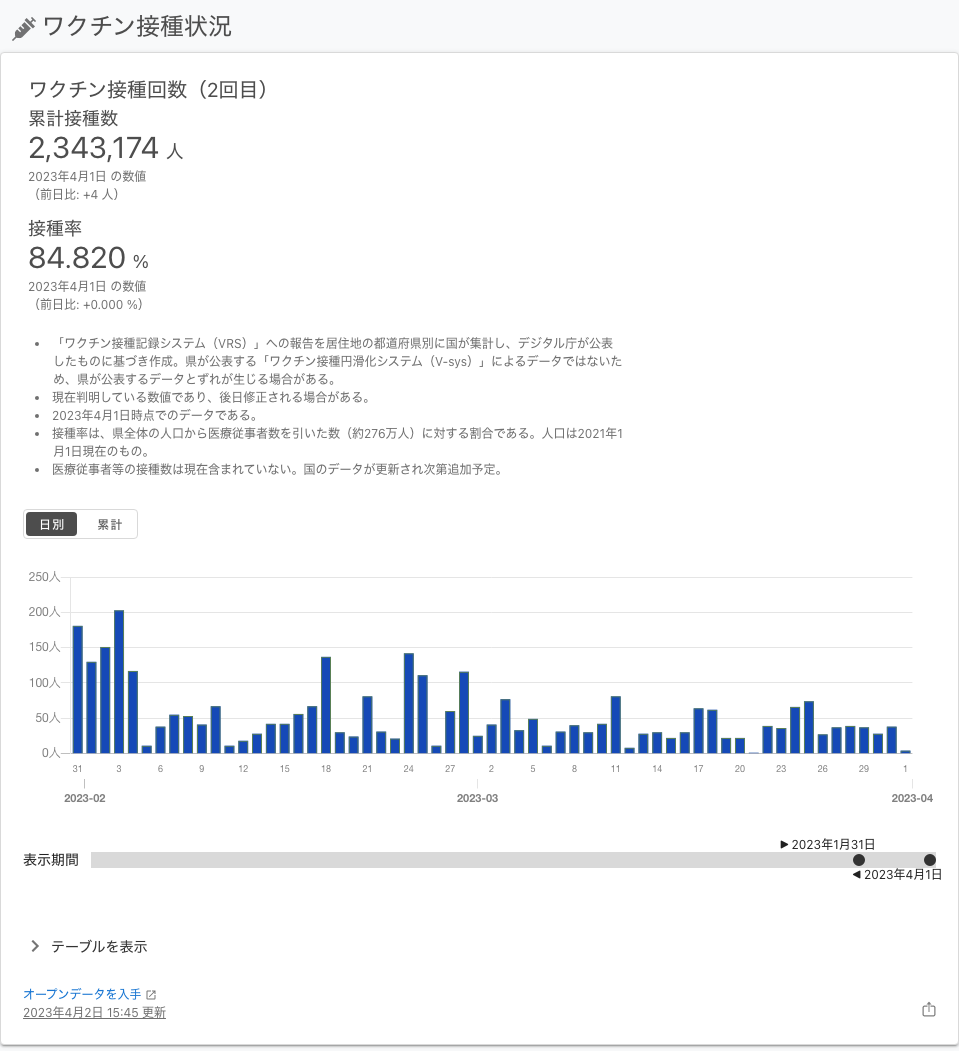 ワクチン接種状況
ワクチン接種回数（2回目）
累計接種数
2,343,174 人
2023年4月1日 の数値
（前日比: +4 人）
接種率
84.820 %
2023年4月1日 の数値
（前日比: +0.000 %）
• 「ワクチン接種記録システム（VRS）」への報告を居住地の都道府県別に国が集計し、デジタル庁が公表
したものに基づき作成。県が公表する「ワクチン接種円滑化システム（V-sys）」によるデータではないた
め、県が公表するデータとずれが生じる場合がある。
• 現在判明している数値であり、後日修正される場合がある。
• 2023年4月1日時点でのデータである。
• 接種率は、県全体の人口から医療従事者数を引いた数（約276万人）に対する割合である。人口は2021年1
月1日現在のもの。
• 医療従事者等の接種数は現在含まれていない。国のデータが更新され次第追加予定。
日別 累計
250人
200人
150人
100人
50人
0人
31 3 6 9 12 15 18 21 24 27 2 5 8 11 14 17 20 23 26 29 1
2023-02 2023-03 2023-04
▶ 2023年1月31日
表示期間
◀ 2023年4月1日
テーブルを表示
オープンデータを入手
2023年4月2日 15:45 更新